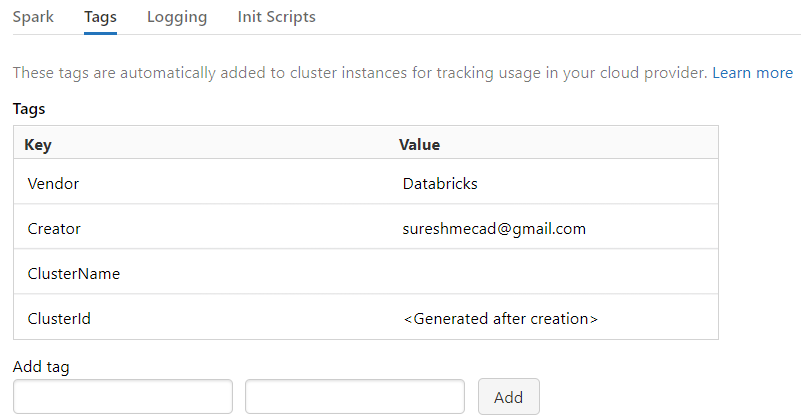 Spark Tags Logging Init Scripts
These tags are automatically added to cluster instances for tracking usage in your cloud provider. Learn more
Tags
Key Value
Vendor Databricks
Creator sureshmecad@gmail.com
ClusterName
ClusterId <Generated after creation>
Add tag
Add